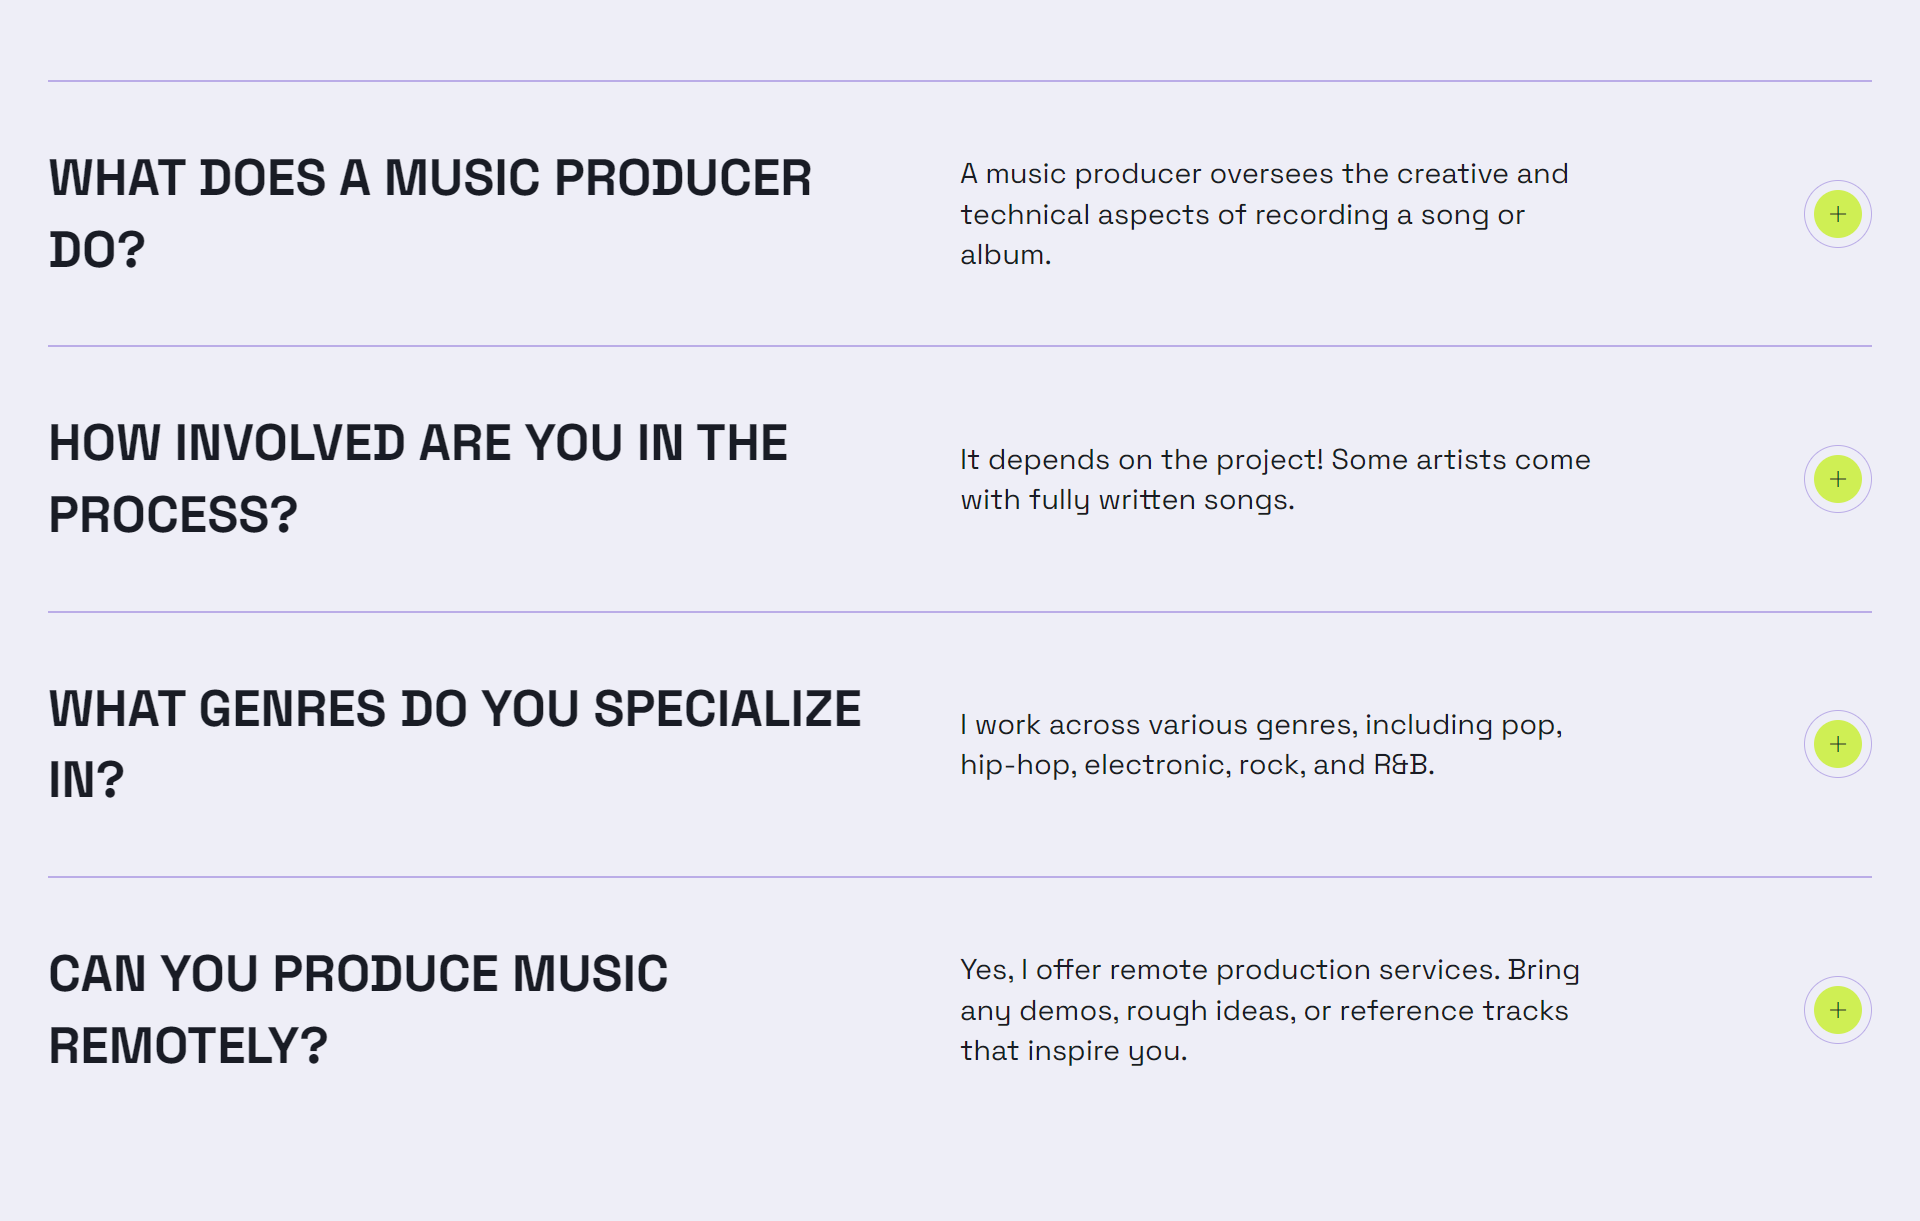 WHAT DOES A MUSIC PRODUCER
DO?
A music producer oversees the creative and
technical aspects of recording a song or
album.
HOW INVOLVED ARE YOU IN THE
PROCESS?
It depends on the project! Some artists come
with fully written songs.
WHAT GENRES DO YOU SPECIALIZE
IN?
I work across various genres, including pop,
hip-hop, electronic, rock, and R&B.
CAN YOU PRODUCE MUSIC
REMOTELY?
Yes, I offer remote production services. Bring
any demos, rough ideas, or reference tracks
that inspire you.